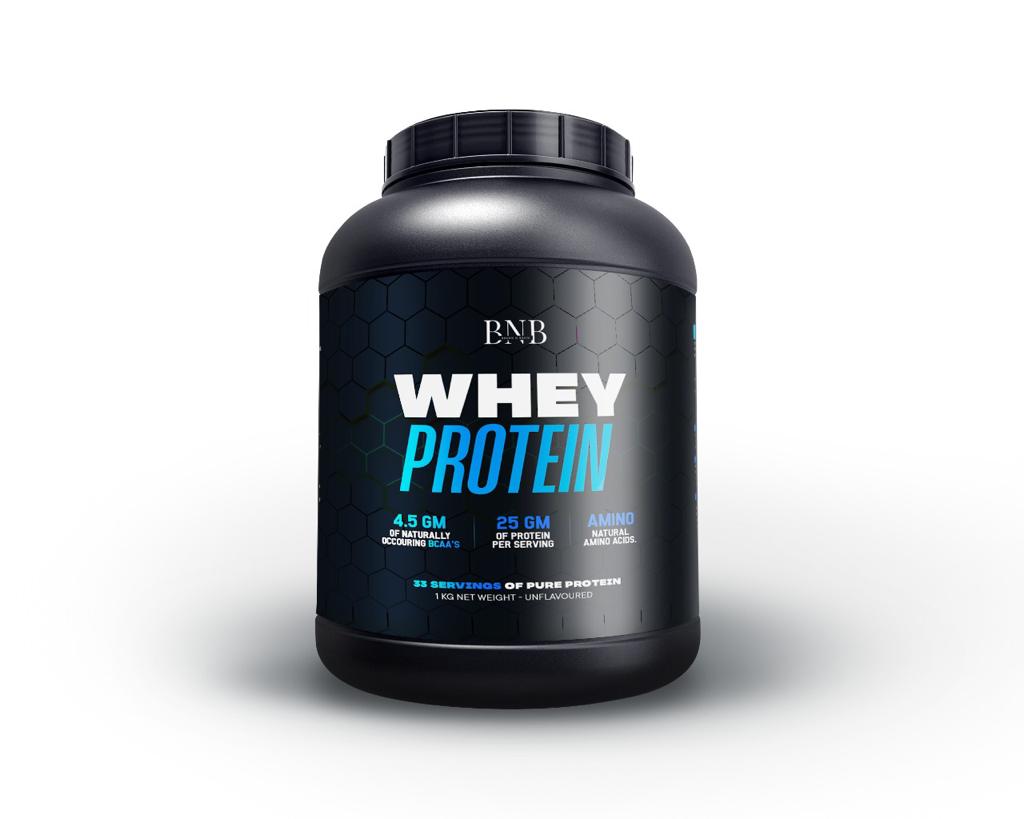 BNB
WHEY
PROTEIN
4.5 GM
OF NATURALLY
OCCOURING BCAA'S
25 GM
OF PROTEIN
PER SERVING
AMINO
NATURAL
AMINO ACIDS.
33 SERVINGS OF PURE PROTEIN
1 KG NET WEIGHT - UNFLAVOURED